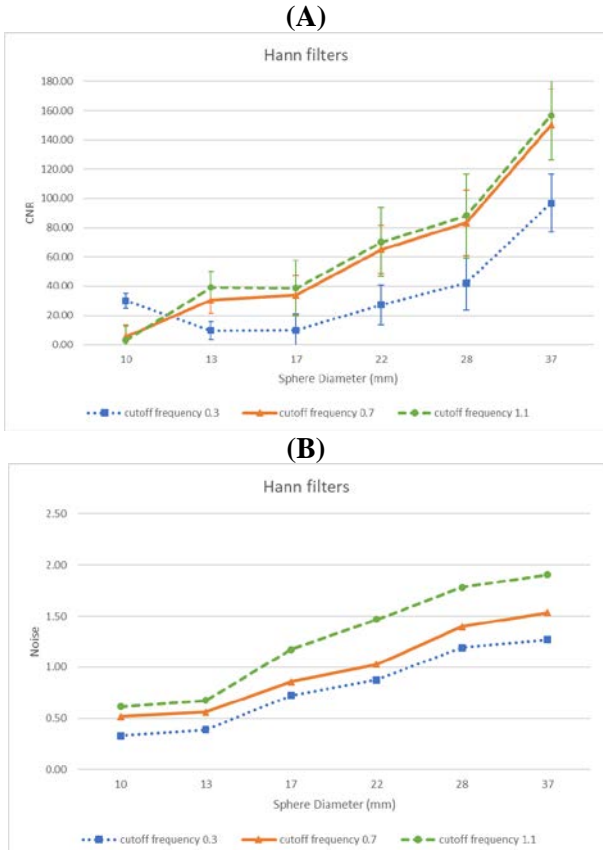 (A)
Hann filters
180.00
160.00
140.00
120.00
100.00
80.00
60.00
40.00
20.00
0.00
CNR
10 13 17 22 28 37
Sphere Diameter (mm)
cutoff frequency 0.3 cutoff frequency 0.7 cutoff frequency 1.1
(B)
Hann filters
2.50
2.00
1.50
1.00
0.50
0.00
Noise
10 13 17 22 28 37
Sphere Diameter (mm)
cutoff frequency 0.3 cutoff frequency 0.7 cutoff frequency 1.1